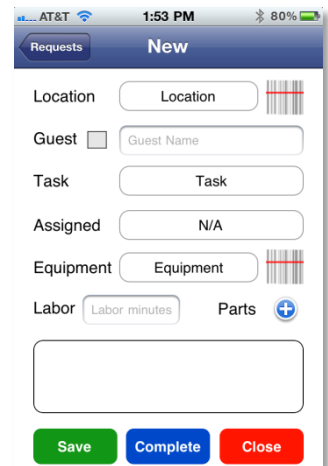 AT&T 1:53 PM 80%
Requests New
Location Location
Guest Guest Name
Task Task
Assigned N/A
Equipment Equipment
Labor Labor minutes Parts
Save Complete Close